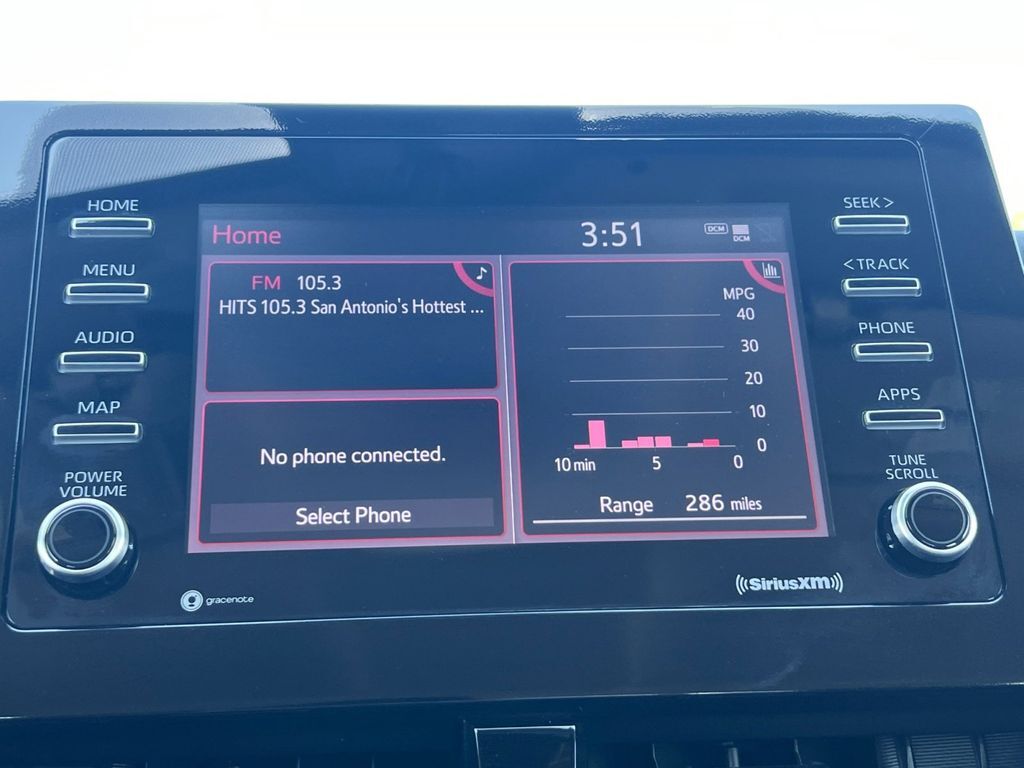 HOME
MENU
AUDIO
MAP
POWER
VOLUME
Home
3:51
DCM
DCM
FM 105.3
HITS 105.3 San Antonio's Hottest ...
No phone connected.
Select Phone
MPG
40
30
20
10
0
10 min 5 0
Range 286 miles
SEEK >
< TRACK
PHONE
APPS
TUNE
SCROLL
gracenote
((SiriusXM))